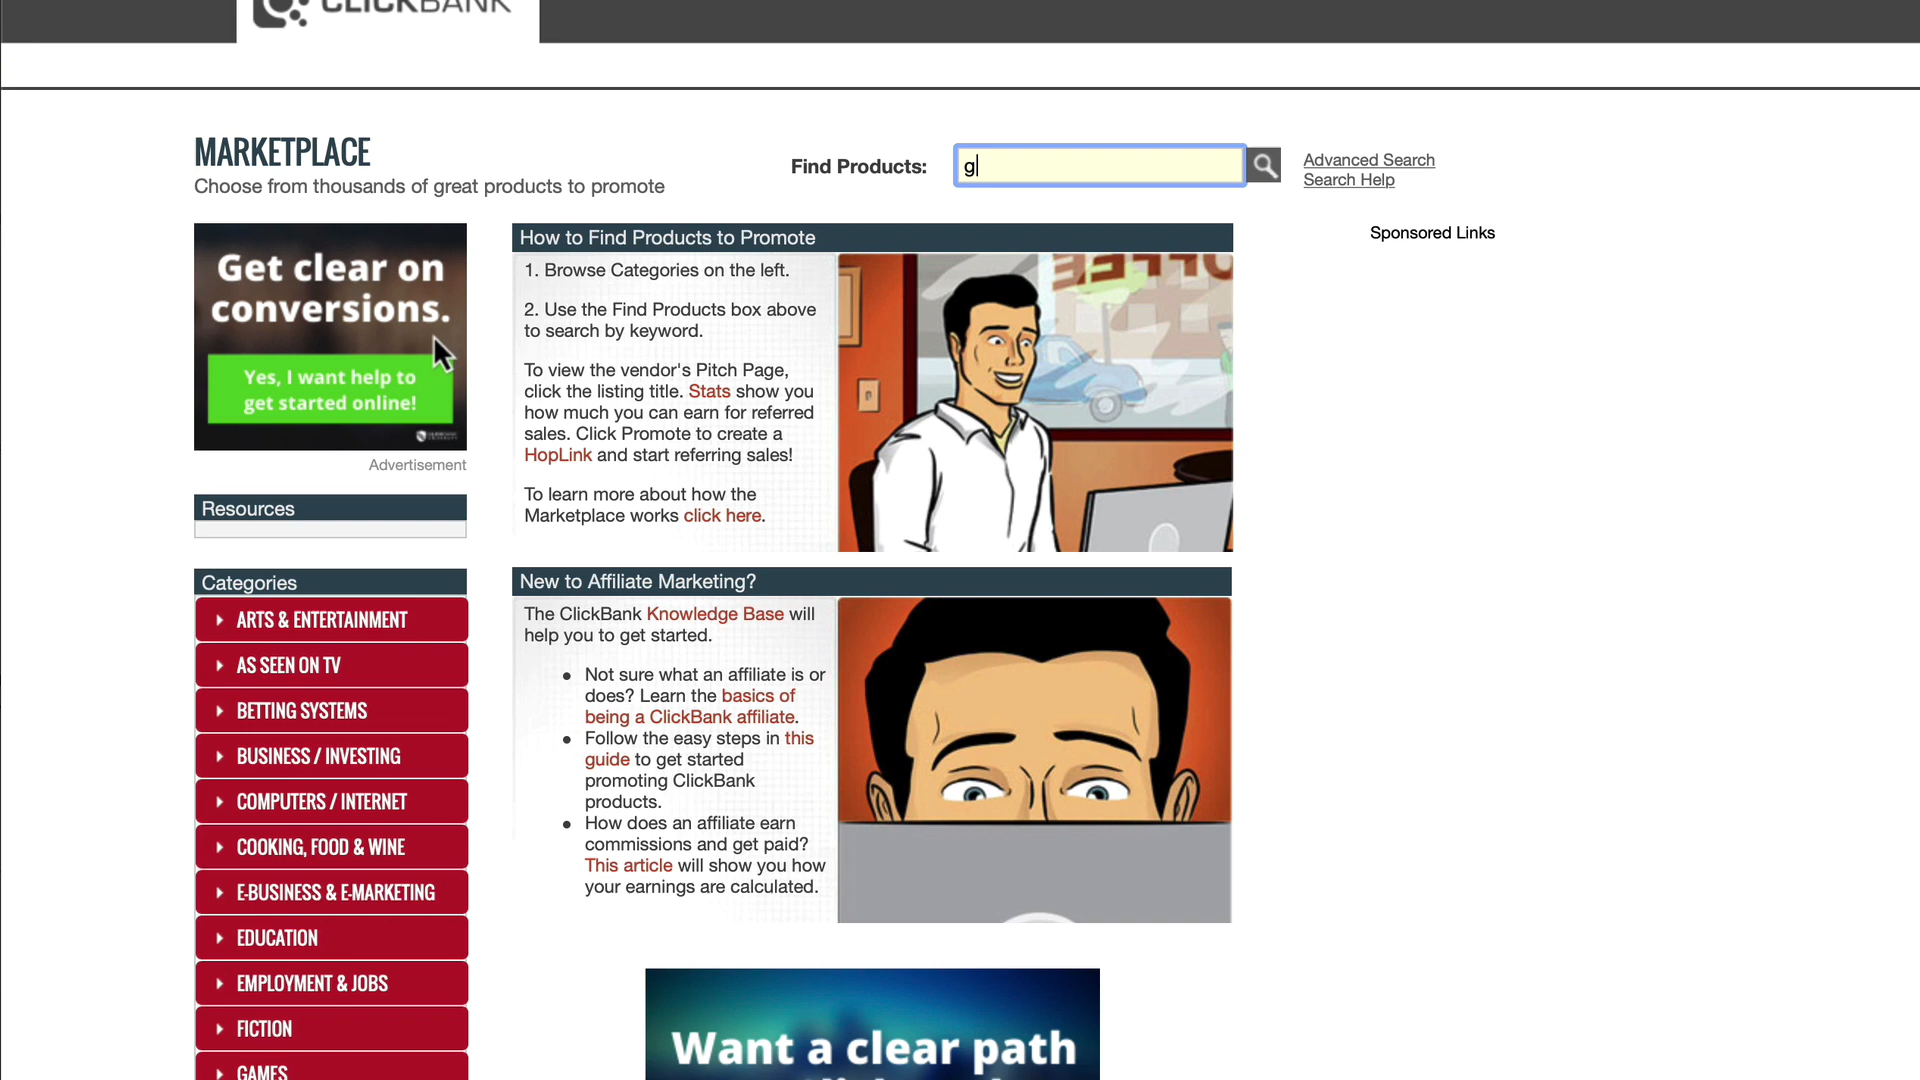 CLICKBANK
MARKETPLACE
Choose from thousands of great products to promote
Find Products:
g
Advanced Search
Search Help
Get clear on
conversions.
Yes, I want help to
get started online!
Advertisement
Resources
Categories
ARTS & ENTERTAINMENT
AS SEEN ON TV
BETTING SYSTEMS
BUSINESS / INVESTING
COMPUTERS / INTERNET
COOKING, FOOD & WINE
E-BUSINESS & E-MARKETING
EDUCATION
EMPLOYMENT & JOBS
FICTION
GAMES
How to Find Products to Promote
1. Browse Categories on the left.
2. Use the Find Products box above
to search by keyword.
To view the vendor's Pitch Page,
click the listing title. Stats show you
how much you can earn for referred
sales. Click Promote to create a
HopLink and start referring sales!
To learn more about how the
Marketplace works click here.
New to Affiliate Marketing?
The ClickBank Knowledge Base will
help you to get started.
Not sure what an affiliate is or
does? Learn the basics of
being a ClickBank affiliate.
Follow the easy steps in this
guide to get started
promoting ClickBank
products.
How does an affiliate earn
commissions and get paid?
This article will show you how
your earnings are calculated.
Want a clear path
Sponsored Links